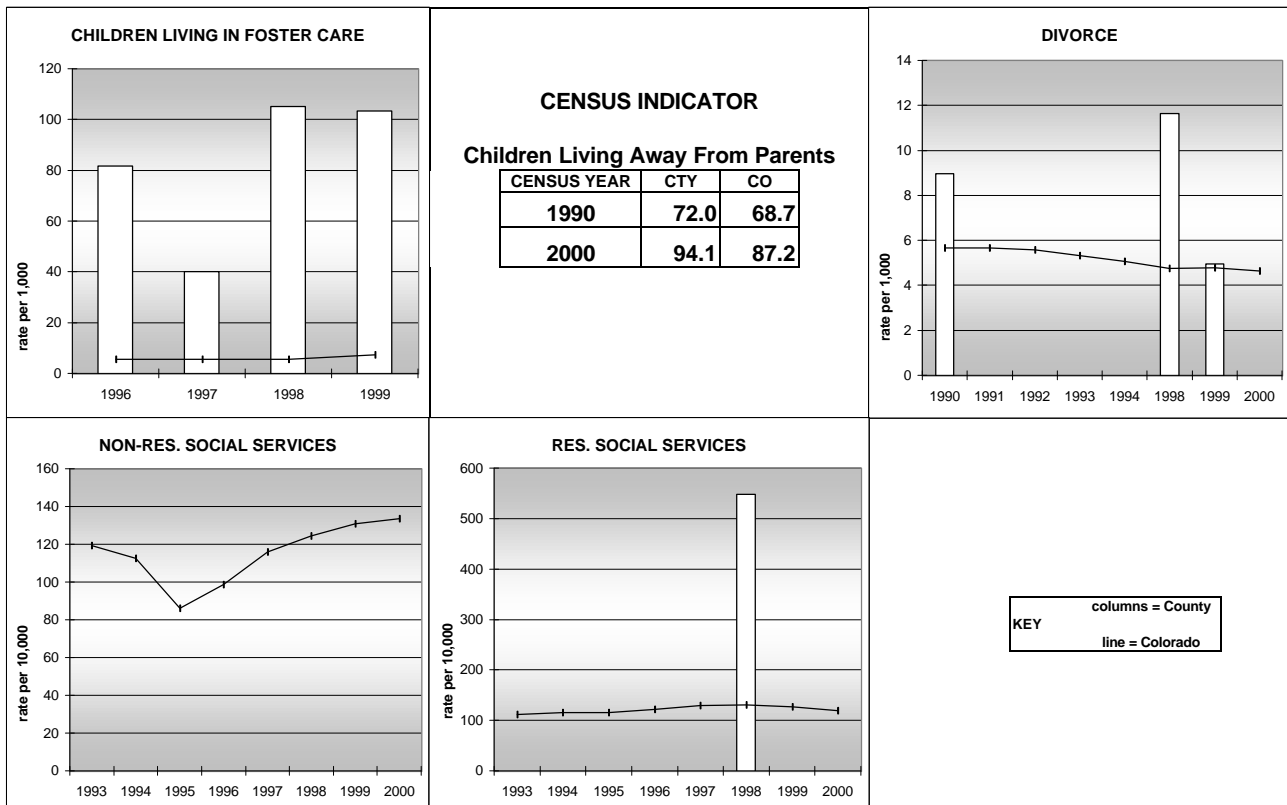 CHILDREN LIVING IN FOSTER CARE
120
100
80
60
40
20
0
rate per 1,000
1996 1997 1998 1999
CENSUS INDICATOR
Children Living Away From Parents
CENSUS YEAR CTY CO
1990 72.0 68.7
2000 94.1 87.2
DIVORCE
14
12
10
8
6
4
2
0
rate per 1,000
1990 1991 1992 1993 1994 1998 1999 2000
NON-RES. SOCIAL SERVICES
160
140
120
100
80
60
40
20
0
rate per 10,000
1993 1994 1995 1996 1997 1998 1999 2000
RES. SOCIAL SERVICES
600
500
400
300
200
100
0
rate per 10,000
1993 1994 1995 1996 1997 1998 1999 2000
columns = County
KEY
line = Colorado